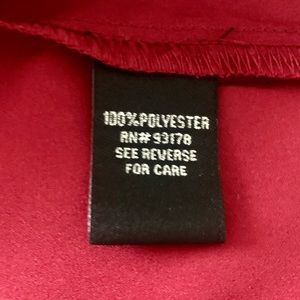 100%POLYESTER
RN#93178
SEE REVERSE
FOR CARE